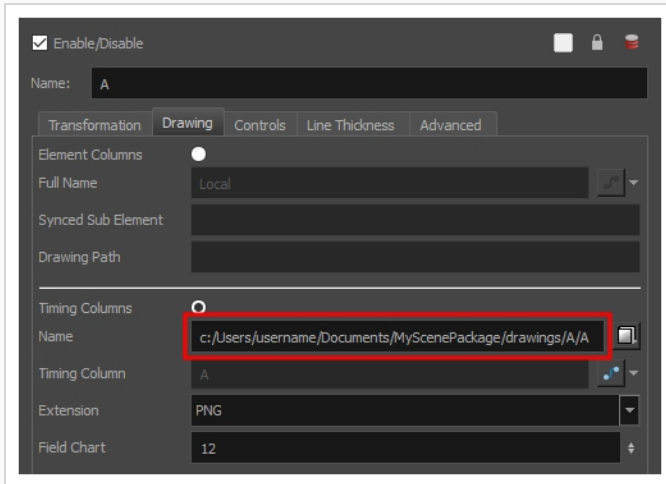 Enable/Disable
Name: A
Transformation Drawing Controls Line Thickness Advanced
Element Columns
Full Name Local
Synced Sub Element
Drawing Path
Timing Columns
Name c:/Users/username/Documents/MyScenePackage/drawings/A/A
Timing Column A
Extension PNG
Field Chart 12